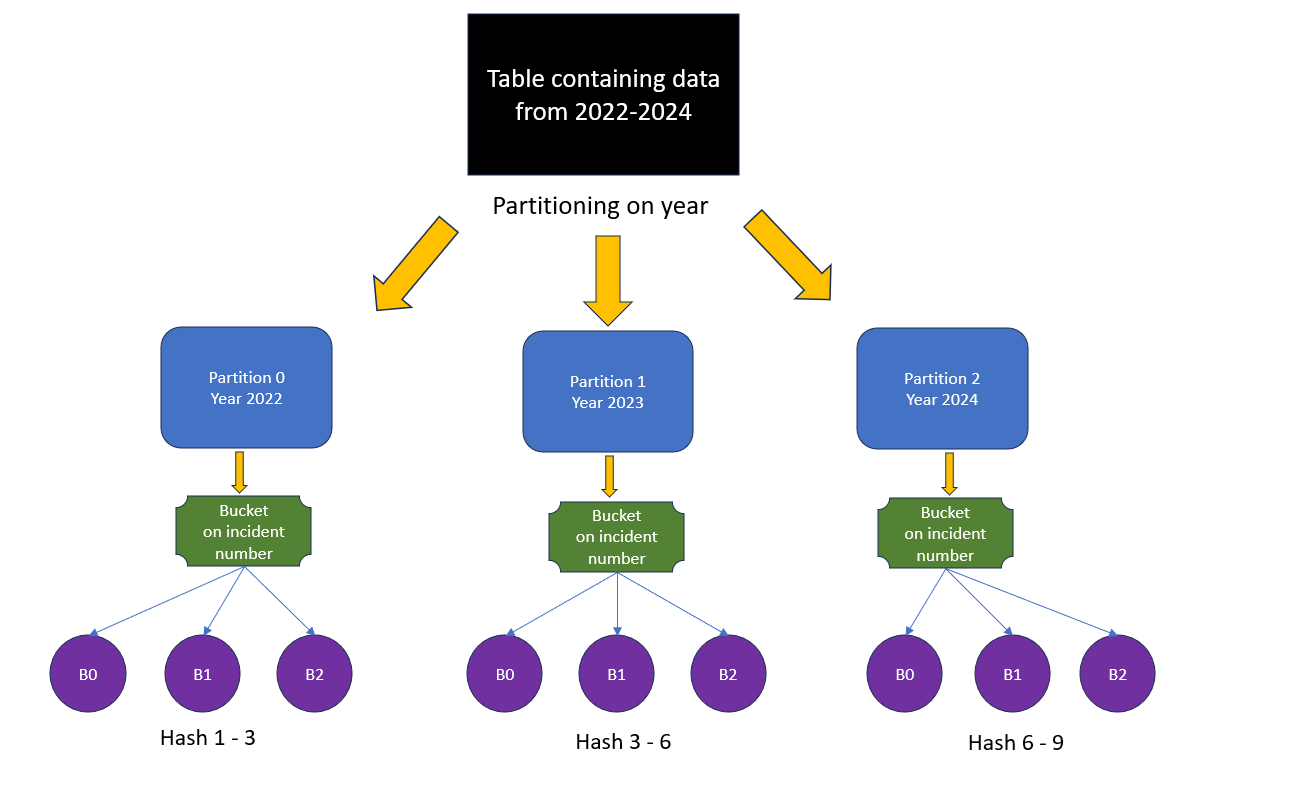 Table containing data
from 2022-2024
Partitioning on year
Partition 0
Year 2022
Partition 1
Year 2023
Partition 2
Year 2024
Bucket
on incident
number
Bucket
on incident
number
Bucket
on incident
number
B0
B1
B2
B0
B1
B2
B0
B1
B2
Hash 1 - 3
Hash 3 - 6
Hash 6 - 9